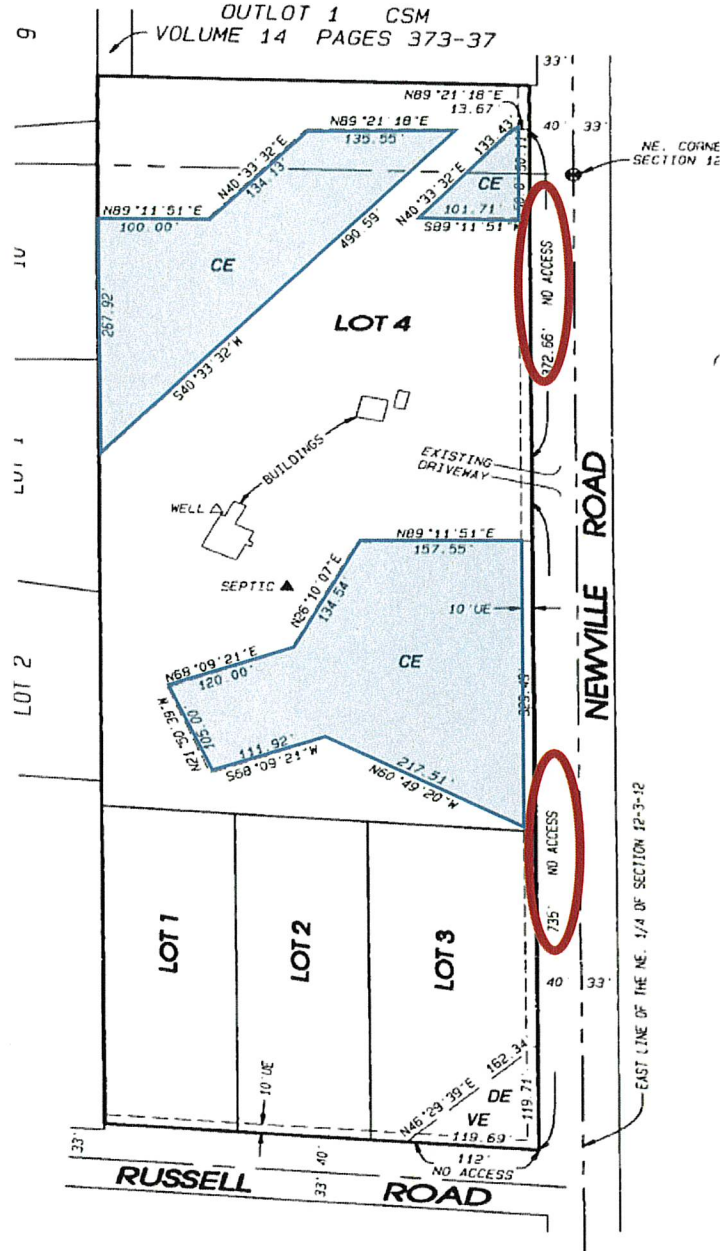 OUTLOT 1 CSM
VOLUME 14 PAGES 373-37
9
33'
N89°21'18"E
13.67'
40' 33'
NE. CORNE
SECTION 12
N89°21'18"E
135.55'
N40°33'32"E
134.13'
133.43'
N40°33'32"E
CE
101.71'
S89°11'51"W
N89°11'51"E
100.00'
10
CE
490.59'
267.92'
S40°33'32"W
LOT 4
372.66' NO ACCESS
LOT 1
BUILDINGS
EXISTING
DRIVEWAY
WELL
NEWVILLE ROAD
N89°11'51"E
157.55'
SEPTIC
N26°10'07"E
134.54'
10'UE
LOT 2
N68°09'21"E
120.00'
CE
N21°50'39"W
105.00'
111.92'
S68°09'21"W
217.51'
N60°49'20"W
735' NO ACCESS
EAST LINE OF THE NE. 1/4 OF SECTION 12-3-12
LOT 1
LOT 2
LOT 3
40' 33'
N46°29'39"E 162.34'
DE
VE
119.71'
10'UE
119.69'
33'
40'
112'
NO ACCESS
RUSSELL ROAD
33'